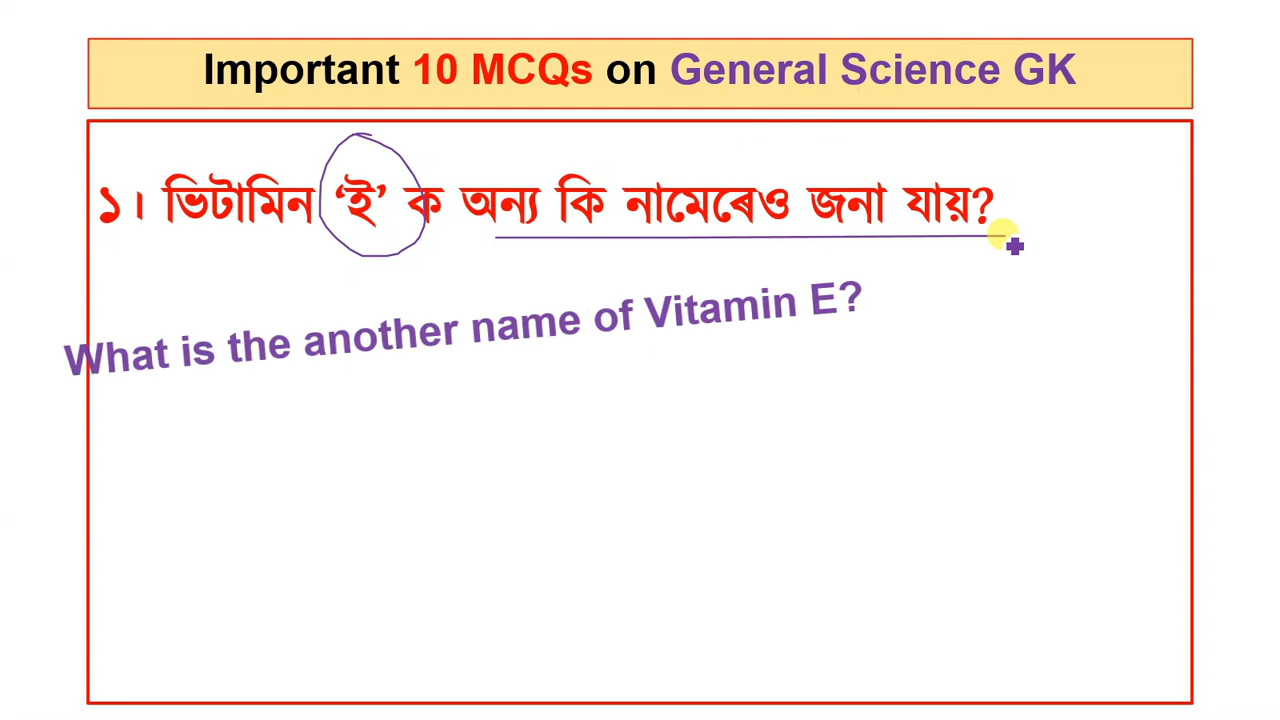 Important 10 MCQs on General Science GK
১। ভিটামিন ‘ই’ ক অন্য কি নামেৰেও জনা যায়?
What is the another name of Vitamin E?